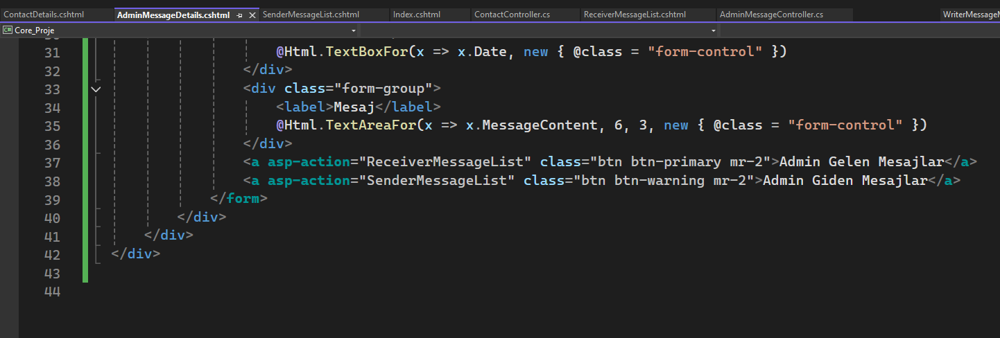 ContactDetails.cshtml AdminMessageDetails.cshtml SenderMessageList.cshtml Index.cshtml ContactController.cs ReceiverMessageList.cshtml AdminMessageController.cs
C# Core_Proje
31 @Html.TextBoxFor(x => x.Date, new { @class = "form-control" })
32 </div>
33 <div class="form-group">
34 <label>Mesaj</label>
35 @Html.TextAreaFor(x => x.MessageContent, 6, 3, new { @class = "form-control" })
36 </div>
37 <a asp-action="ReceiverMessageList" class="btn btn-primary mr-2">Admin Gelen Mesajlar</a>
38 <a asp-action="SenderMessageList" class="btn btn-warning mr-2">Admin Giden Mesajlar</a>
39 </form>
40 </div>
41 </div>
42 </div>
43
44